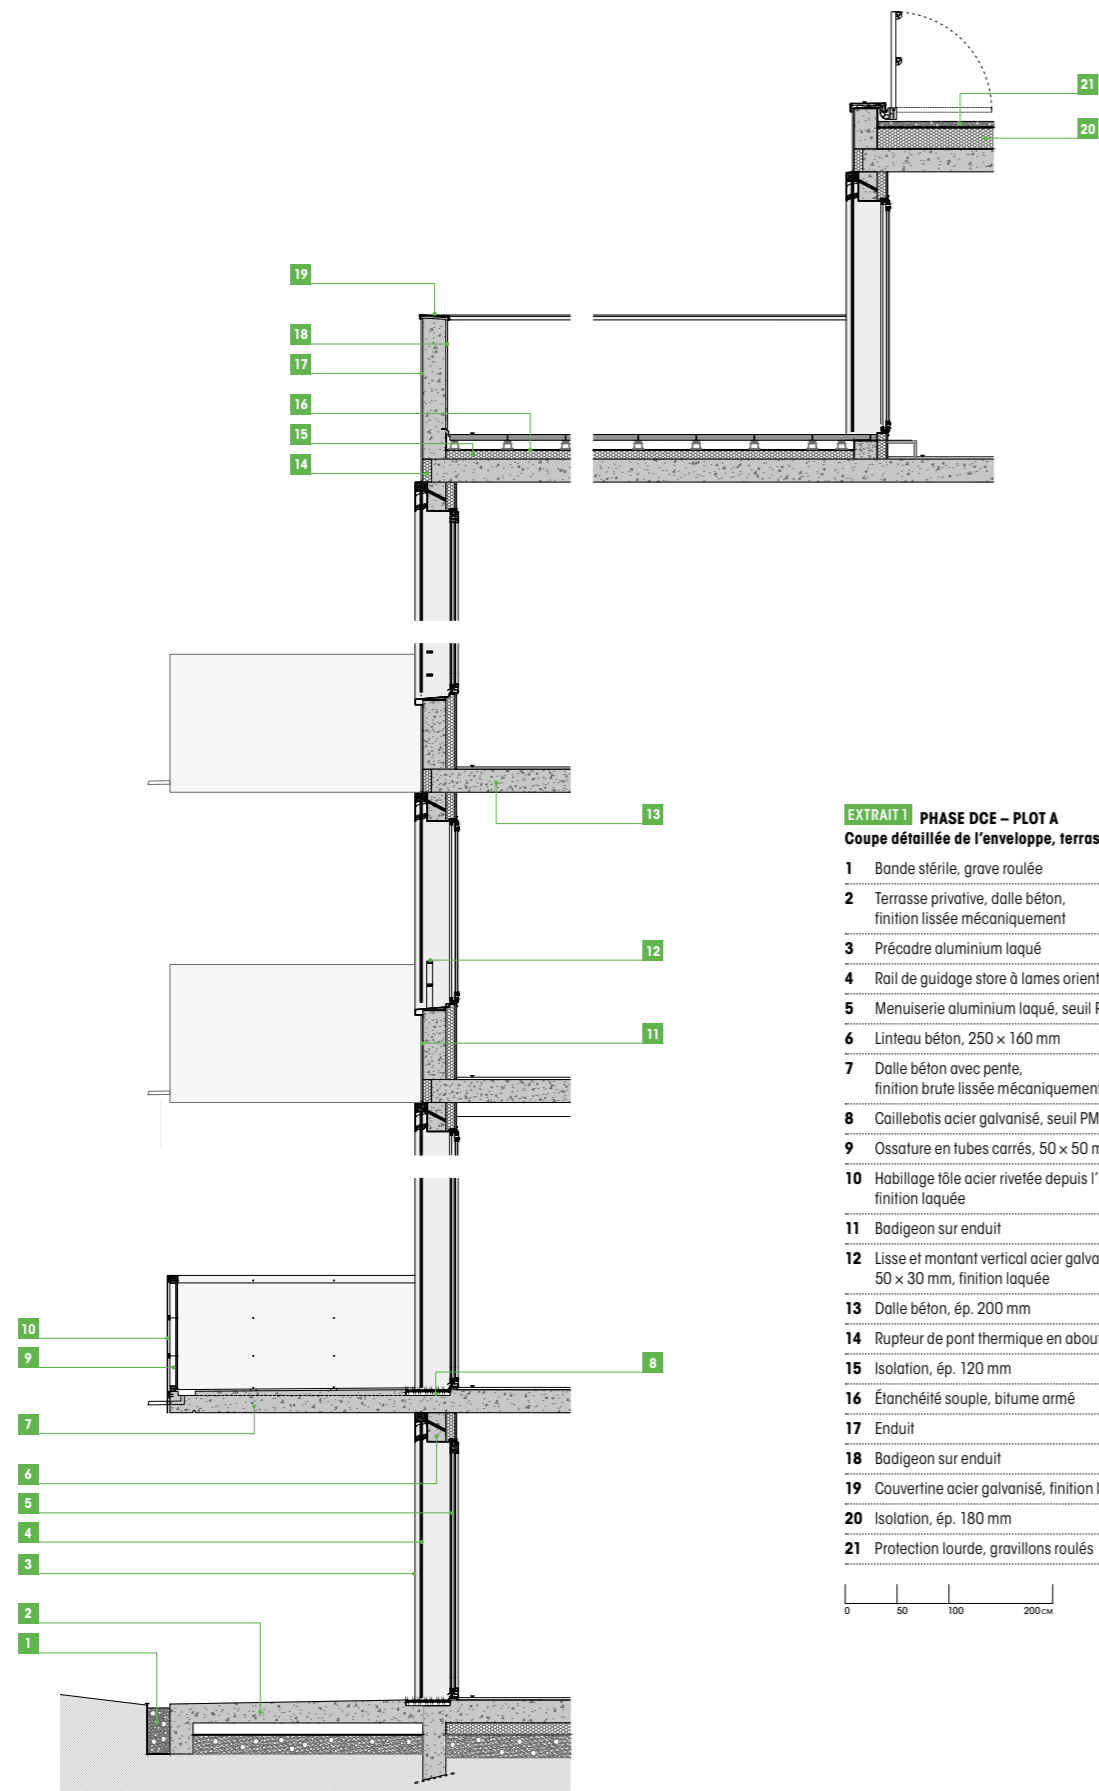 21
20
19
18
17
16
15
14
13
12
11
10
9
8
7
6
5
4
3
2
1
EXTRAIT 1 PHASE DCE – PLOT A
Coupe détaillée de l'enveloppe, terras
1 Bande stérile, grave roulée
2 Terrasse privative, dalle béton,
finition lissée mécaniquement
3 Précadre aluminium laqué
4 Rail de guidage store à lames orient
5 Menuiserie aluminium laqué, seuil
6 Linteau béton, 250 × 160 mm
7 Dalle béton avec pente,
finition brute lissée mécaniquement
8 Caillebotis acier galvanisé, seuil PM
9 Ossature en tubes carrés, 50 × 50 m
10 Habillage tôle acier rivetée depuis l'
finition laquée
11 Badigeon sur enduit
12 Lisse et montant vertical acier galva
50 × 30 mm, finition laquée
13 Dalle béton, ép. 200 mm
14 Rupteur de pont thermique en about
15 Isolation, ép. 120 mm
16 Étanchéité souple, bitume armé
17 Enduit
18 Badigeon sur enduit
19 Couvertine acier galvanisé, finition l
20 Isolation, ép. 180 mm
21 Protection lourde, gravillons roulés
0 50 100 200 CM